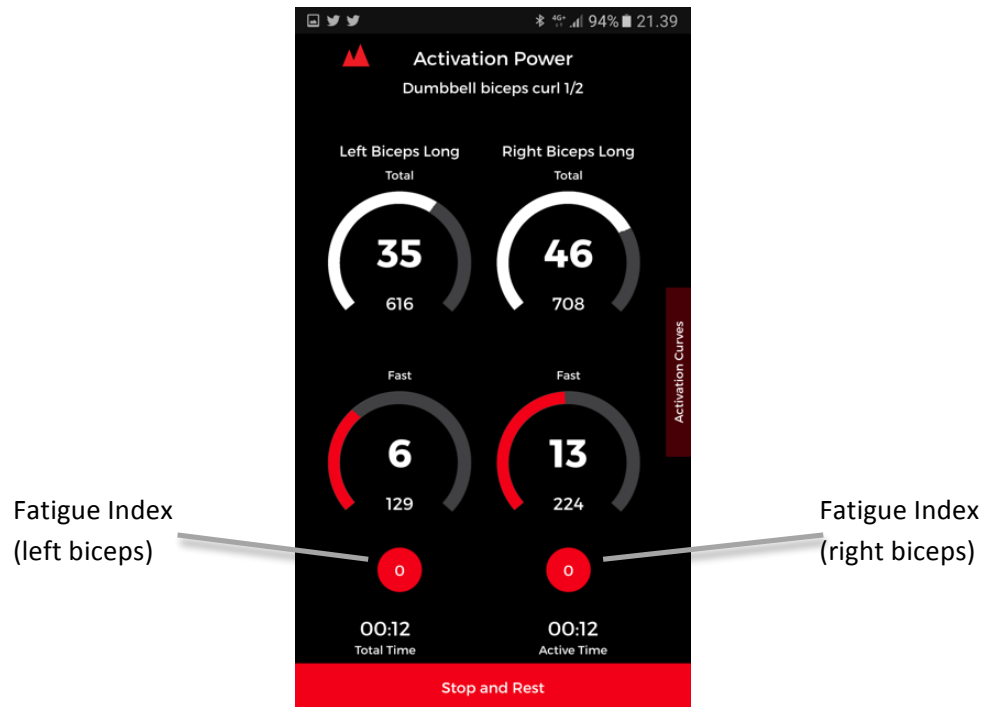 94% 21.39
Activation Power
Dumbbell biceps curl 1/2
Left Biceps Long Right Biceps Long
Total Total
35 46
616 708
Activation Curves
Fast Fast
6 13
129 224
Fatigue Index
(left biceps)
Fatigue Index
(right biceps)
0 0
00:12 00:12
Total Time Active Time
Stop and Rest